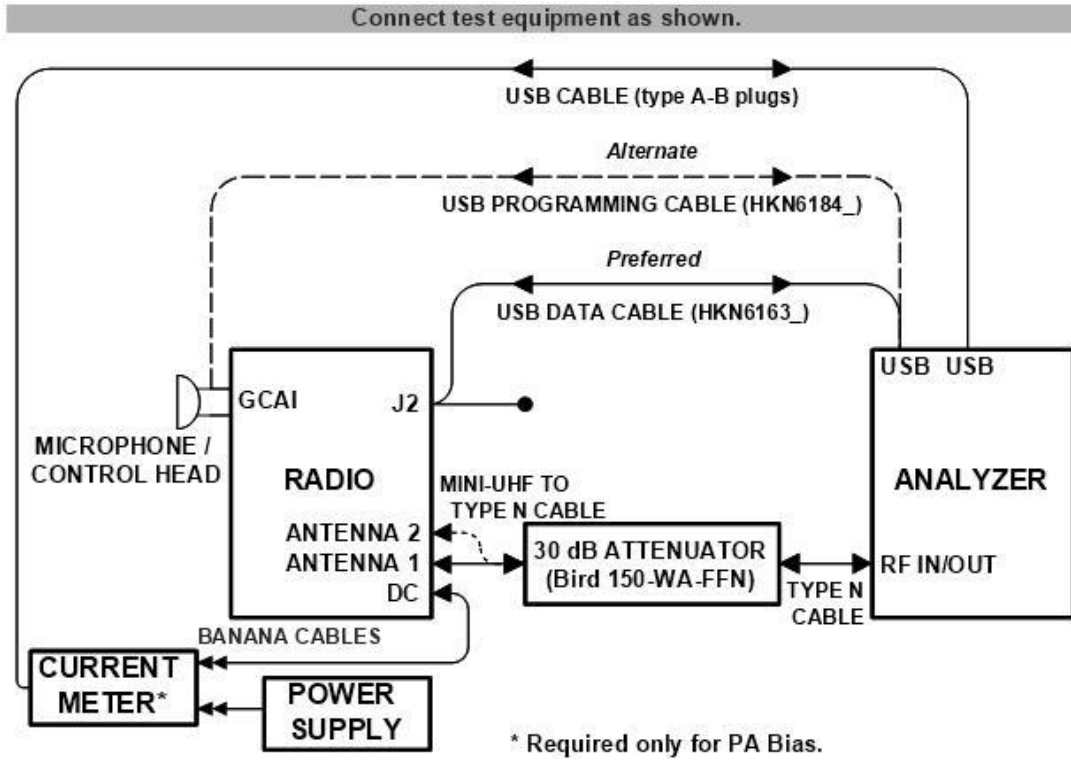 Connect test equipment as shown.
USB CABLE (type A-B plugs)
Alternate
USB PROGRAMMING CABLE (HKN6184_)
Preferred
USB DATA CABLE (HKN6163_)
USB USB
GCAI
J2
MICROPHONE /
CONTROL HEAD
RADIO
ANALYZER
MINI-UHF TO
TYPE N CABLE
ANTENNA 2
ANTENNA 1
DC
30 dB ATTENUATOR
(Bird 150-WA-FFN)
RF IN/OUT
TYPE N
CABLE
BANANA CABLES
CURRENT
METER*
POWER
SUPPLY
* Required only for PA Bias.